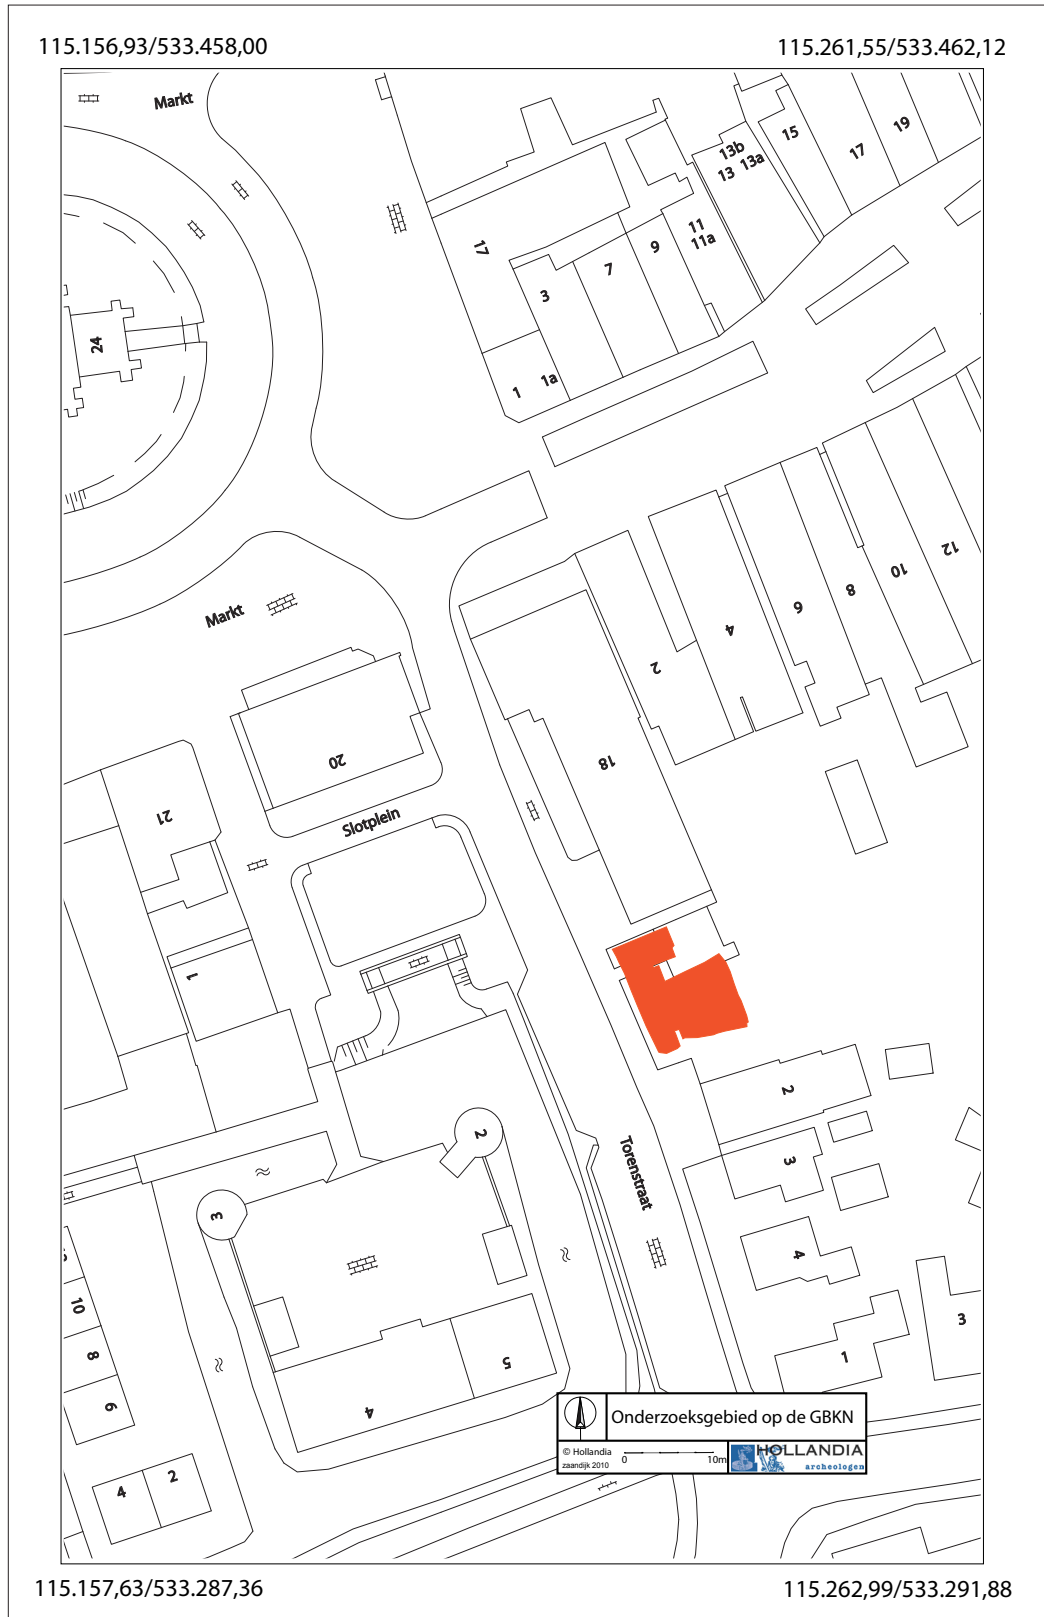 115.156,93/533.458,00
115.261,55/533.462,12
Markt
15
17
19
13b
13 13a
11
11a
9
7
17
3
24
1 1a
12
10
8
6
4
2
Markt
20
18
21
Slotplein
1
2
2
3
Torenstraat
3
4
10
3
8
1
5
6
4
2
4
Onderzoeksgebied op de GBKN
© Hollandia
zaandijk 2010
0 10m
HOLLANDIA
archeologen
115.157,63/533.287,36
115.262,99/533.291,88